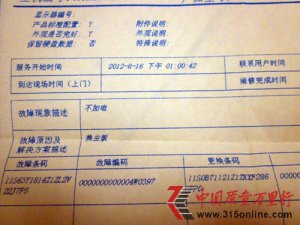 显示器编号:
产品标准配置: Y 附件说明:
外观是否完好: Y 外观说明:
保留硬盘数据: 否 特殊说明:
服务开始时间 2012-8-16 下午 01:00:42 联系用户时间
到达现场时间(上门) 维修完成时间
故障现象描述 不加电
故障原因及
解决方案描述 换主板
故障条码 故障编码 更换条码
中国质量万里行
www.315online.com